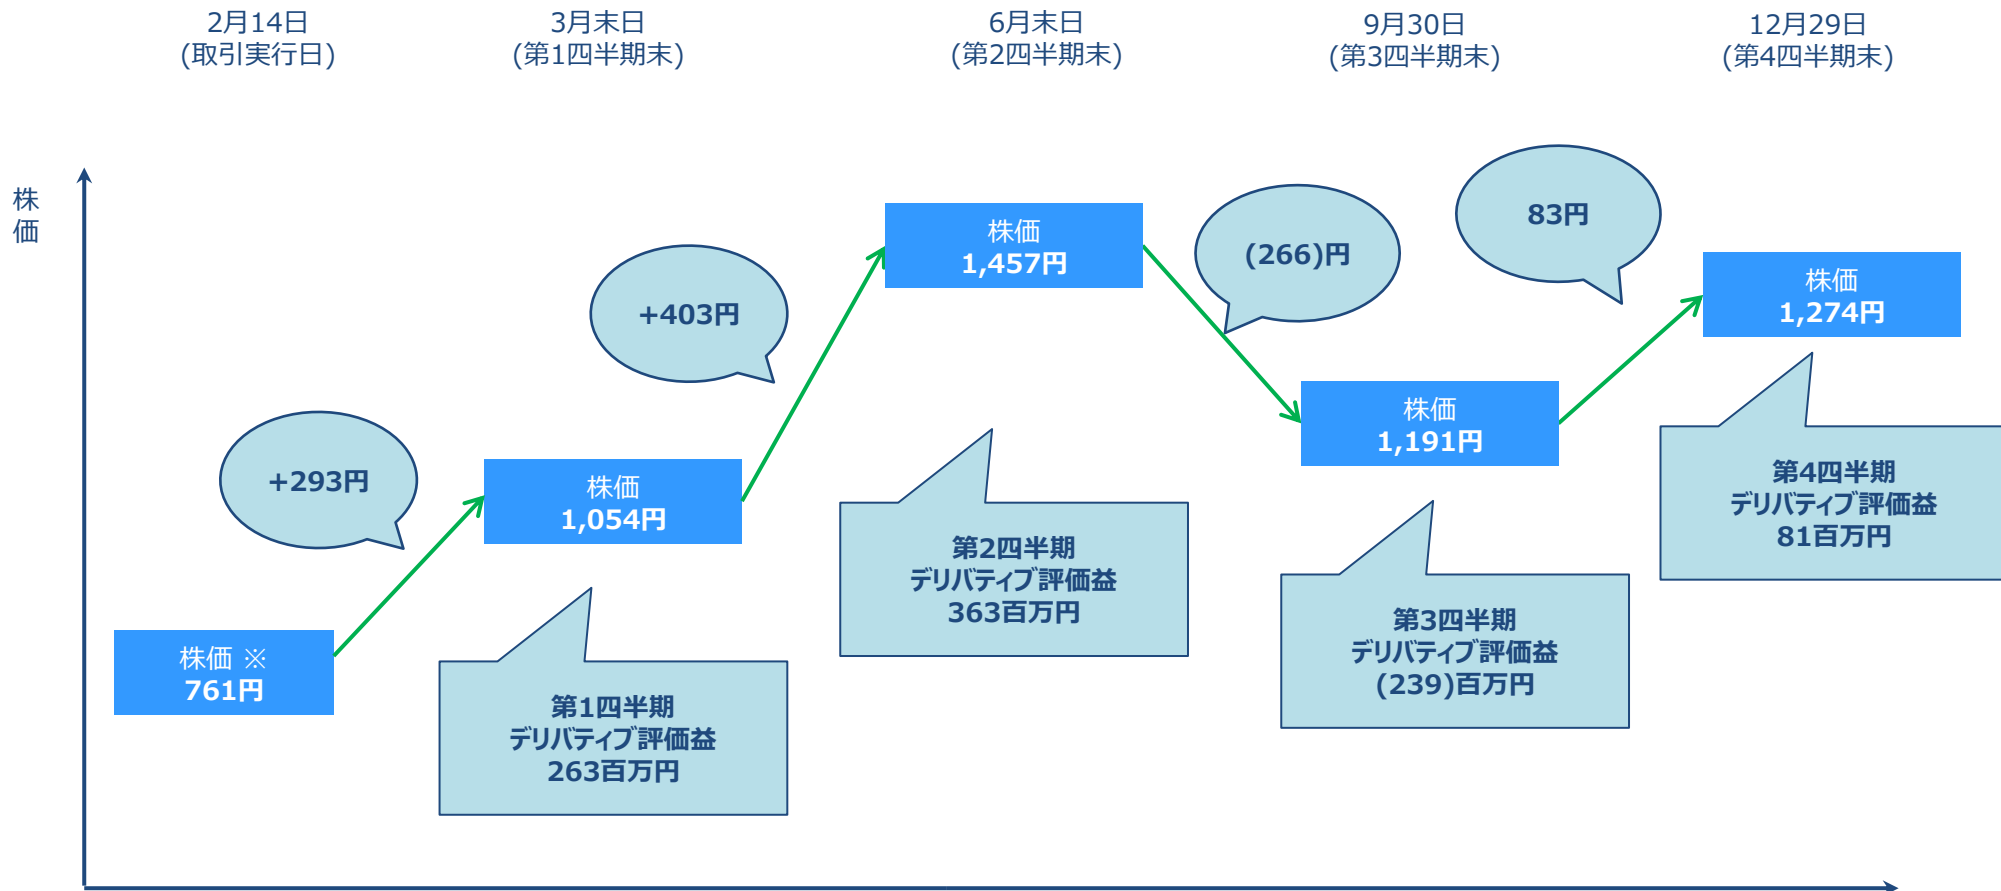 2月14日
(取引実行日)
3月末日
(第1四半期末)
6月末日
(第2四半期末)
9月30日
(第3四半期末)
12月29日
(第4四半期末)
株
価
株価 ※
761円
+293円
株価
1,054円
第1四半期
デリバティブ評価益
263百万円
+403円
株価
1,457円
第2四半期
デリバティブ評価益
363百万円
(266)円
株価
1,191円
第3四半期
デリバティブ評価益
(239)百万円
83円
株価
1,274円
第4四半期
デリバティブ評価益
81百万円